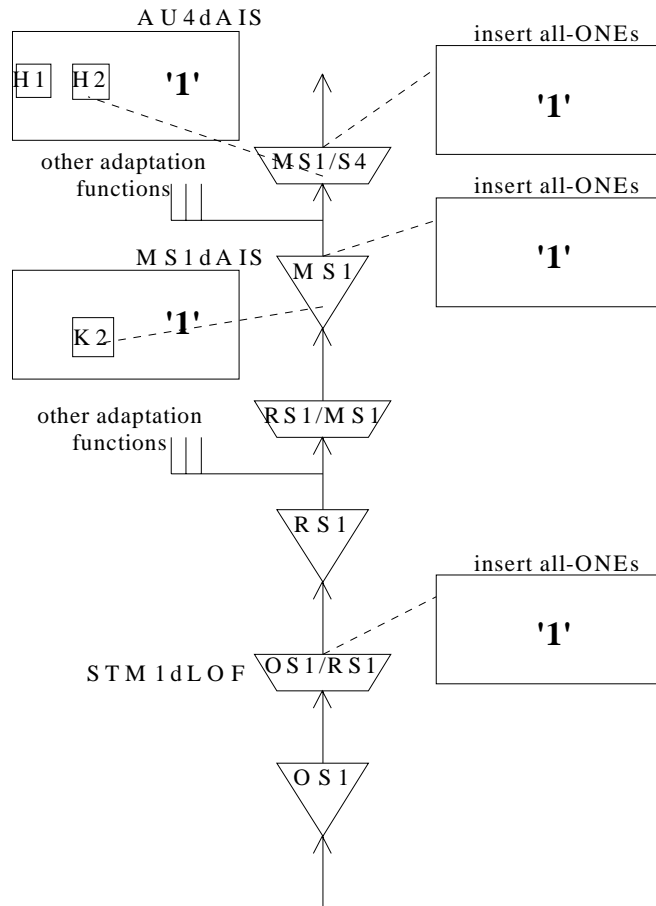 AU4dAIS
insert all-ONEs
H1 H2 '1'
'1'
MS1/S4
other adaptation
functions
insert all-ONEs
MS1dAIS
MS1
'1'
K2 '1'
RS1/MS1
other adaptation
functions
RS1
insert all-ONEs
'1'
STM1dLOF
OS1/RS1
OS1